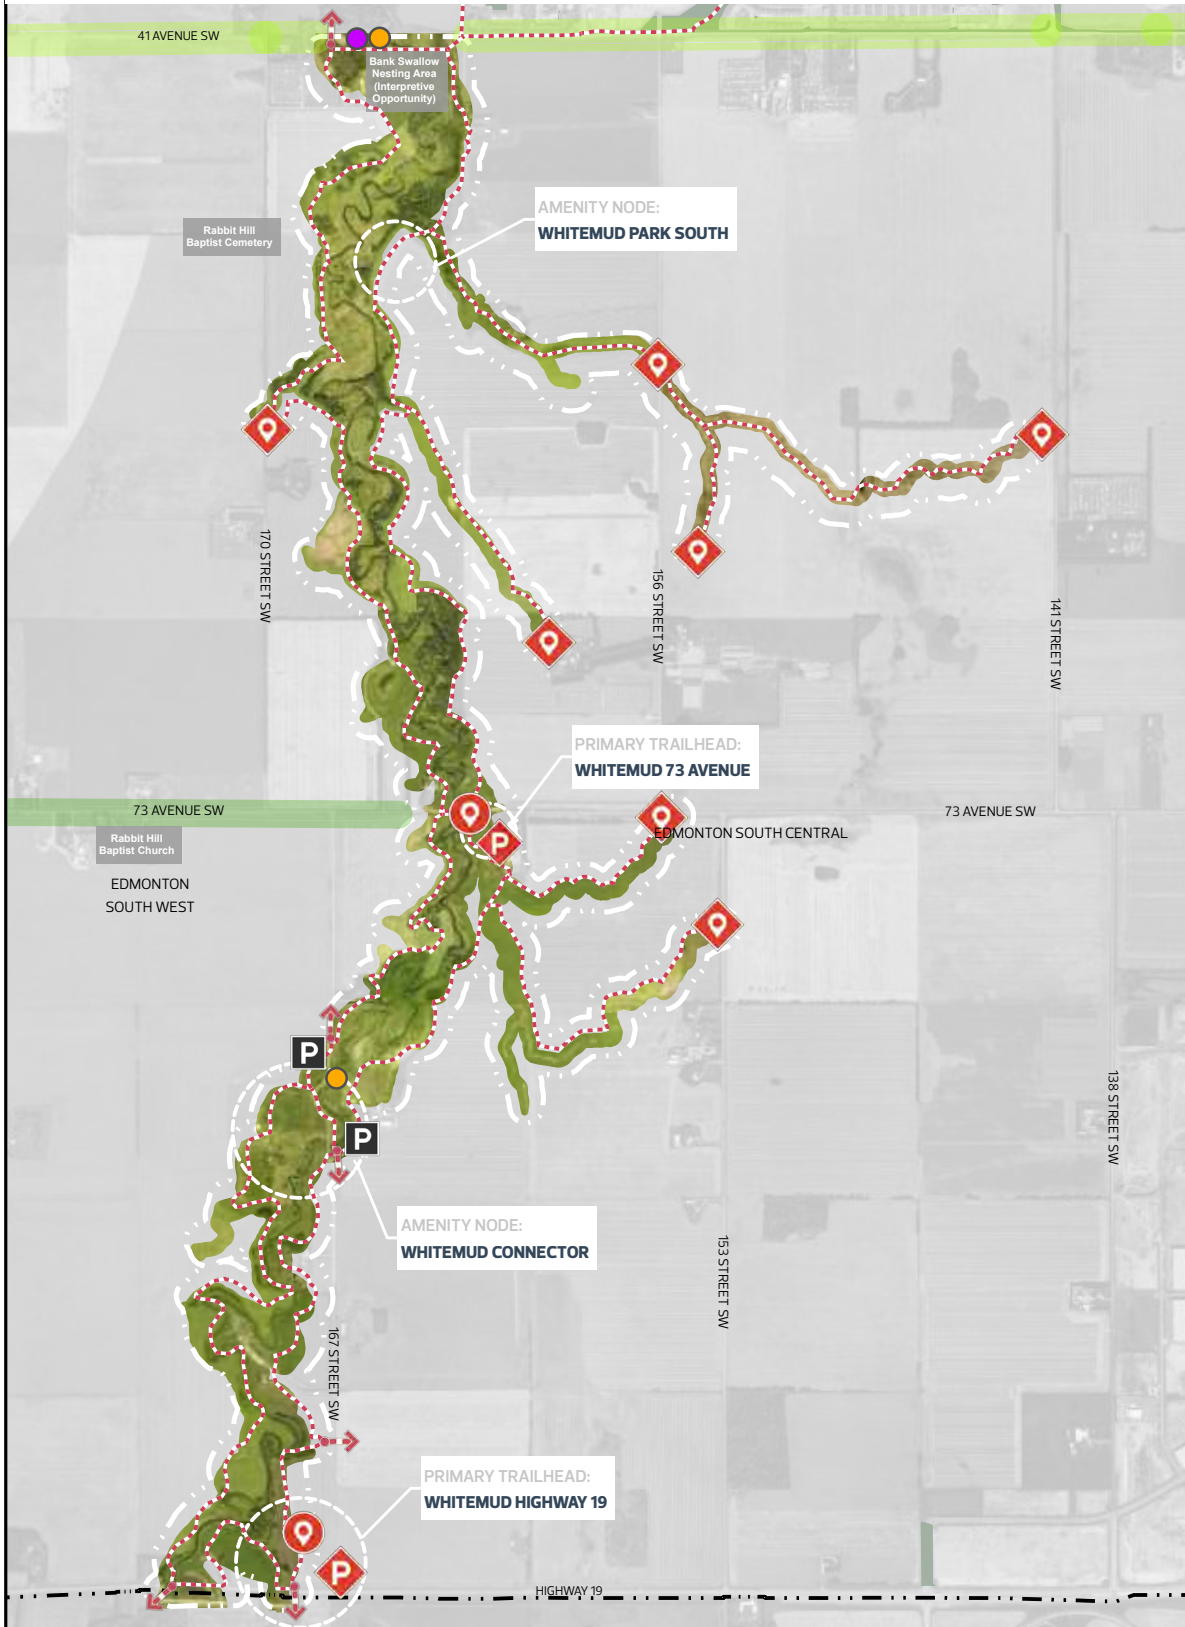 41 AVENUE SW
Bank Swallow
Nesting Area
(Interpretive
Opportunity)
AMENITY NODE:
WHITEMUD PARK SOUTH
Rabbit Hill
Baptist Cemetery
170 STREET SW
156 STREET SW
141 STREET SW
PRIMARY TRAILHEAD:
WHITEMUD 73 AVENUE
73 AVENUE SW
73 AVENUE SW
P
EDMONTON SOUTH CENTRAL
Rabbit Hill
Baptist Church
EDMONTON
SOUTH WEST
P
P
138 STREET SW
AMENITY NODE:
WHITEMUD CONNECTOR
153 STREET SW
167 STREET SW
PRIMARY TRAILHEAD:
WHITEMUD HIGHWAY 19
P
HIGHWAY 19